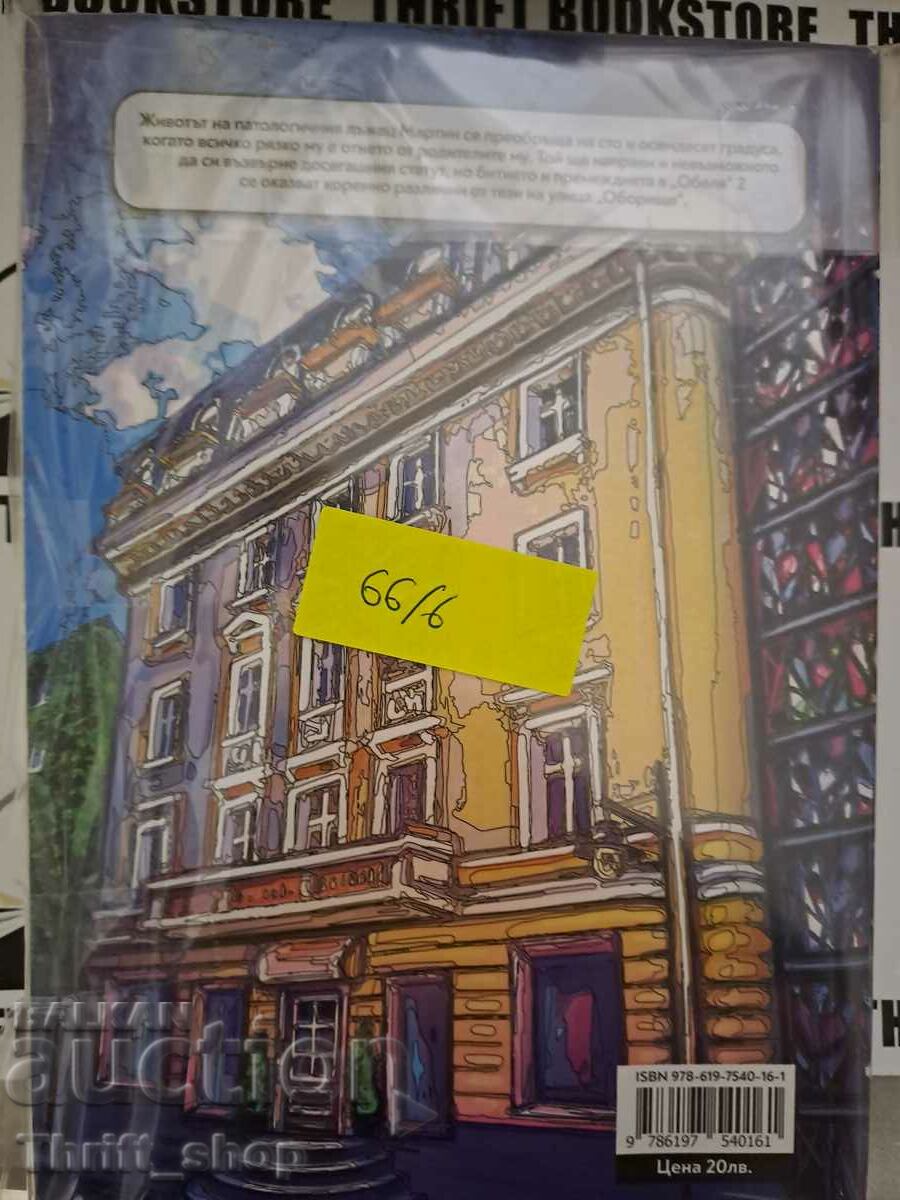 BOOKSTORE THRIFT BOOKSTORE TH
Животът на патологичния лъжец Мартин се преобръща на сто и осемдесет градуса,
когато всичко рязко му е отнето от родителите му. Той ще направи и невъзможното
да си възвърне досегашния статут, но битието и премеждията в „Обеля“ 2
се оказват коренно различни от тези на улица „Оборище“.
66/6
BALKAN
auction
Thrift_shop
ISBN 978-619-7540-16-1
9 786197 540161
Цена 20лв.